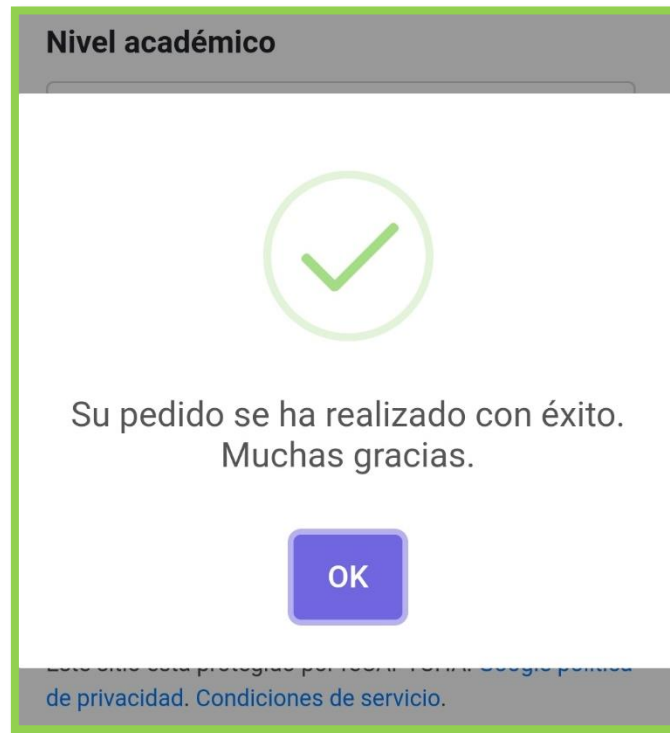 Nivel académico
Su pedido se ha realizado con éxito.
Muchas gracias.
OK
de privacidad. Condiciones de servicio.